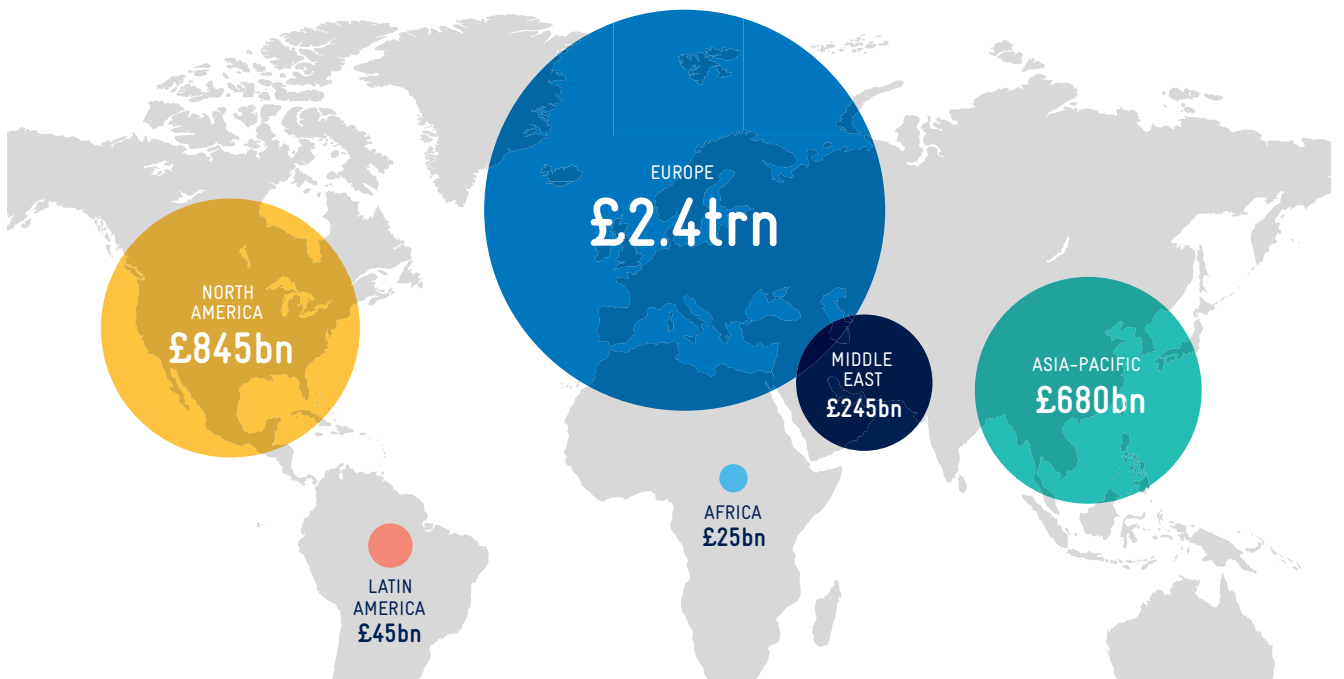 EUROPE
£2.4trn
NORTH
AMERICA
£845bn
MIDDLE
EAST
£245bn
ASIA-PACIFIC
£680bn
AFRICA
£25bn
LATIN
AMERICA
£45bn